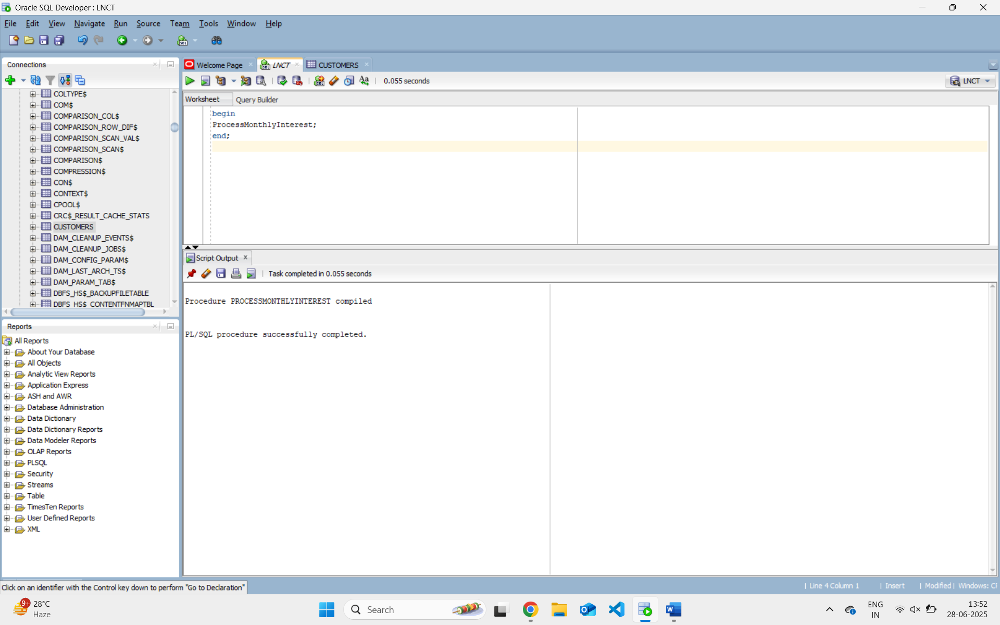 Oracle SQL Developer : LNCT
File Edit View Navigate Run Source Team Tools Window Help
Connections
COLTYPE$
COM$
COMPARISON_COL$
COMPARISON_ROW_DIF$
COMPARISON_SCAN_VAL$
COMPARISON_SCAN$
COMPARISON$
COMPRESSION$
CON$
CONTEXT$
CPOOL$
CRC$_RESULT_CACHE_STATS
CUSTOMERS
DAM_CLEANUP_EVENTS$
DAM_CLEANUP_JOBS$
DAM_CONFIG_PARAM$
DAM_LAST_ARCH_TS$
DAM_PARAM_TAB$
DBFS_HS$_BACKUPFILETABLE
DBFS_HS$_CONTENTFNMAPTBL
Reports
All Reports
About Your Database
All Objects
Analytic View Reports
Application Express
ASH and AWR
Database Administration
Data Dictionary
Data Dictionary Reports
Data Modeler Reports
OLAP Reports
PLSQL
Security
Streams
Table
TimesTen Reports
User Defined Reports
XML
Welcome Page LNCT CUSTOMERS
0.055 seconds
LNCT
Worksheet Query Builder
begin
ProcessMonthlyInterest;
end;
Script Output
Task completed in 0.055 seconds
Procedure PROCESSMONTHLYINTEREST compiled
PL/SQL procedure successfully completed.
Click on an identifier with the Control key down to perform "Go to Declaration"
Line 4 Column 1 Insert Modified Windows:
9+
28°C
Haze
Search
ENG
IN
13:52
28-06-2025